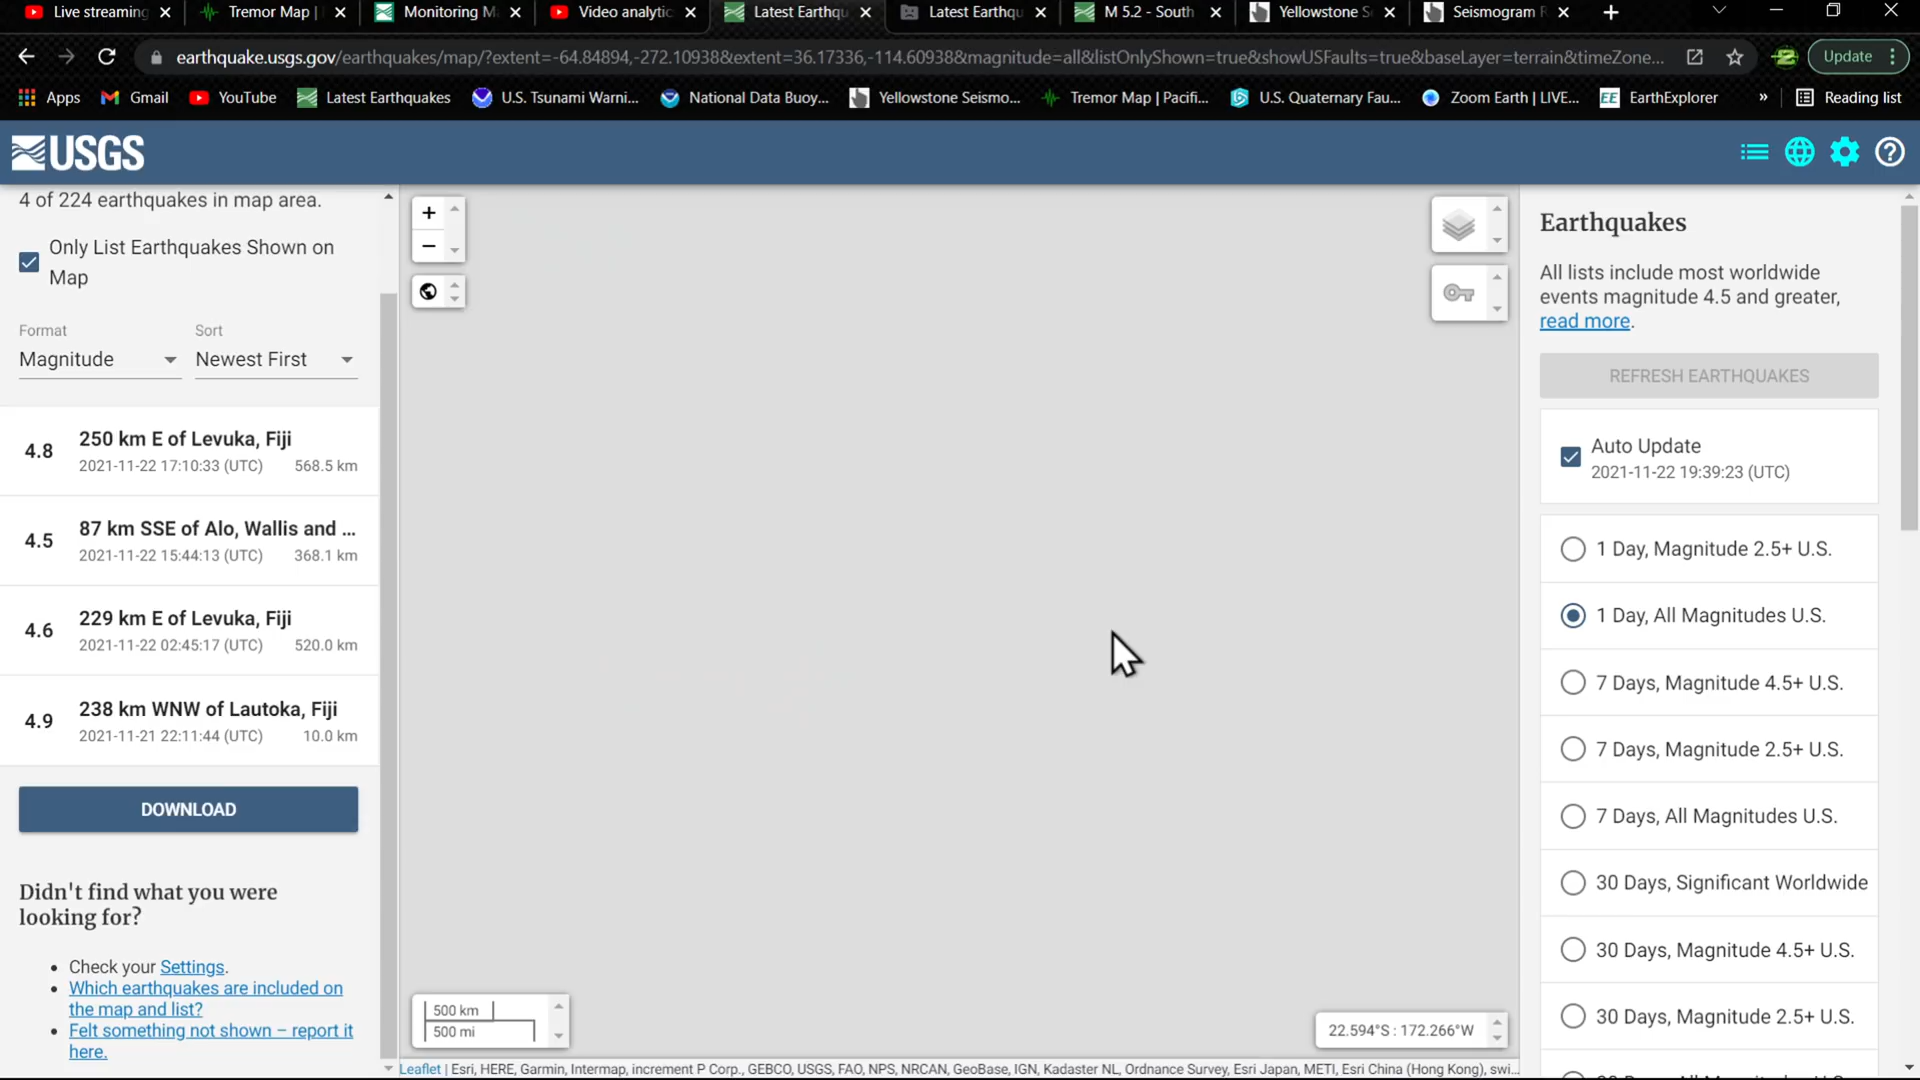 Live streaming
Tremor Map |
Monitoring M
Video analytic
Latest Earthqu
Latest Earthqu
M 5.2 - South
Yellowstone S
Seismogram R
earthquake.usgs.gov/earthquakes/map/?extent=-64.84894,-272.10938&extent=36.17336,-114.60938&magnitude=all&listOnlyShown=true&showUSFaults=true&baseLayer=terrain&timeZone...
Update
Apps
Gmail
YouTube
Latest Earthquakes
U.S. Tsunami Warni...
National Data Buoy...
Yellowstone Seismo...
Tremor Map | Pacifi...
U.S. Quaternary Fau...
Zoom Earth | LIVE...
EE EarthExplorer
»
Reading list
USGS
4 of 224 earthquakes in map area.
Only List Earthquakes Shown on
Map
Format
Sort
Magnitude
Newest First
4.8
250 km E of Levuka, Fiji
2021-11-22 17:10:33 (UTC) 568.5 km
4.5
87 km SSE of Alo, Wallis and ...
2021-11-22 15:44:13 (UTC) 368.1 km
4.6
229 km E of Levuka, Fiji
2021-11-22 02:45:17 (UTC) 520.0 km
4.9
238 km WNW of Lautoka, Fiji
2021-11-21 22:11:44 (UTC) 10.0 km
DOWNLOAD
Didn't find what you were
looking for?
Check your Settings.
Which earthquakes are included on
the map and list?
Felt something not shown – report it
here.
+
−
500 km
500 mi
22.594°S : 172.266°W
Leaflet | Esri, HERE, Garmin, Intermap, increment P Corp., GEBCO, USGS, FAO, NPS, NRCAN, GeoBase, IGN, Kadaster NL, Ordnance Survey, Esri Japan, METI, Esri China (Hong Kong), swi...
Earthquakes
All lists include most worldwide
events magnitude 4.5 and greater,
read more.
REFRESH EARTHQUAKES
Auto Update
2021-11-22 19:39:23 (UTC)
1 Day, Magnitude 2.5+ U.S.
1 Day, All Magnitudes U.S.
7 Days, Magnitude 4.5+ U.S.
7 Days, Magnitude 2.5+ U.S.
7 Days, All Magnitudes U.S.
30 Days, Significant Worldwide
30 Days, Magnitude 4.5+ U.S.
30 Days, Magnitude 2.5+ U.S.